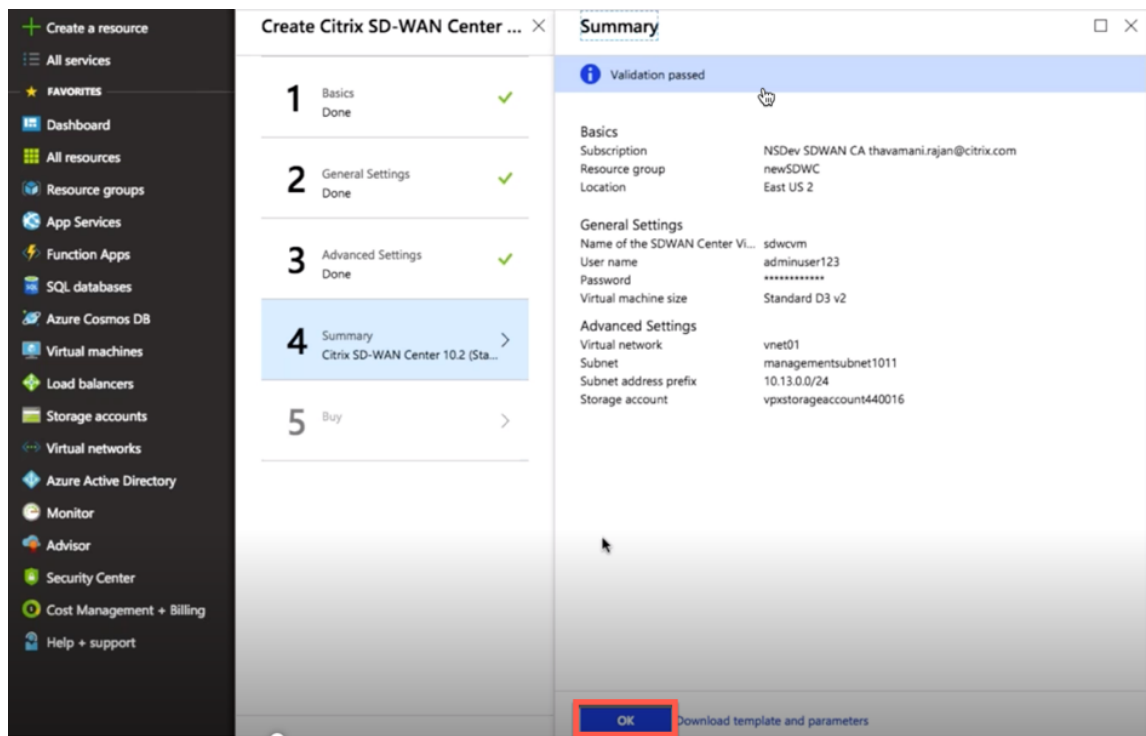 Create a resource
All services
FAVORITES
Dashboard
All resources
Resource groups
App Services
Function Apps
SQL databases
Azure Cosmos DB
Virtual machines
Load balancers
Storage accounts
Virtual networks
Azure Active Directory
Monitor
Advisor
Security Center
Cost Management + Billing
Help + support
Create Citrix SD-WAN Center ...
1 Basics
Done
2 General Settings
Done
3 Advanced Settings
Done
4 Summary
Citrix SD-WAN Center 10.2 (Sta...
5 Buy
Summary
Validation passed
Basics
Subscription NSDev SDWAN CA thavamani.rajan@citrix.com
Resource group newSDWC
Location East US 2
General Settings
Name of the SDWAN Center Vi... sdwcvm
User name adminuser123
Password ************
Virtual machine size Standard D3 v2
Advanced Settings
Virtual network vnet01
Subnet managementsubnet1011
Subnet address prefix 10.13.0.0/24
Storage account vpxstorageaccount440016
OK Download template and parameters